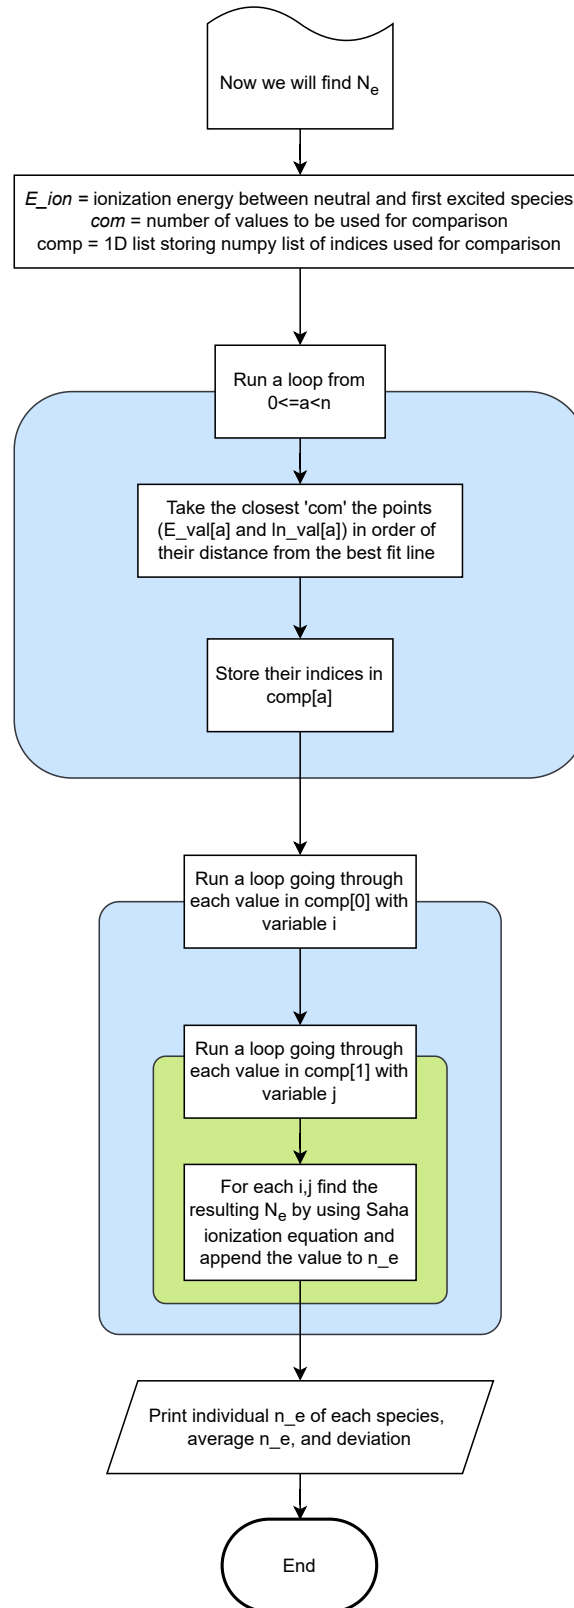 Now we will find Nₑ
E_ion = ionization energy between neutral and first excited species
com = number of values to be used for comparison
comp = 1D list storing numpy list of indices used for comparison
Run a loop from
0<=a<n
Take the closest 'com' the points
(E_val[a] and ln_val[a]) in order of
their distance from the best fit line
Store their indices in
comp[a]
Run a loop going through
each value in comp[0] with
variable i
Run a loop going through
each value in comp[1] with
variable j
For each i,j find the
resulting Nₑ by using Saha
ionization equation and
append the value to n_e
Print individual n_e of each species,
average n_e, and deviation
End